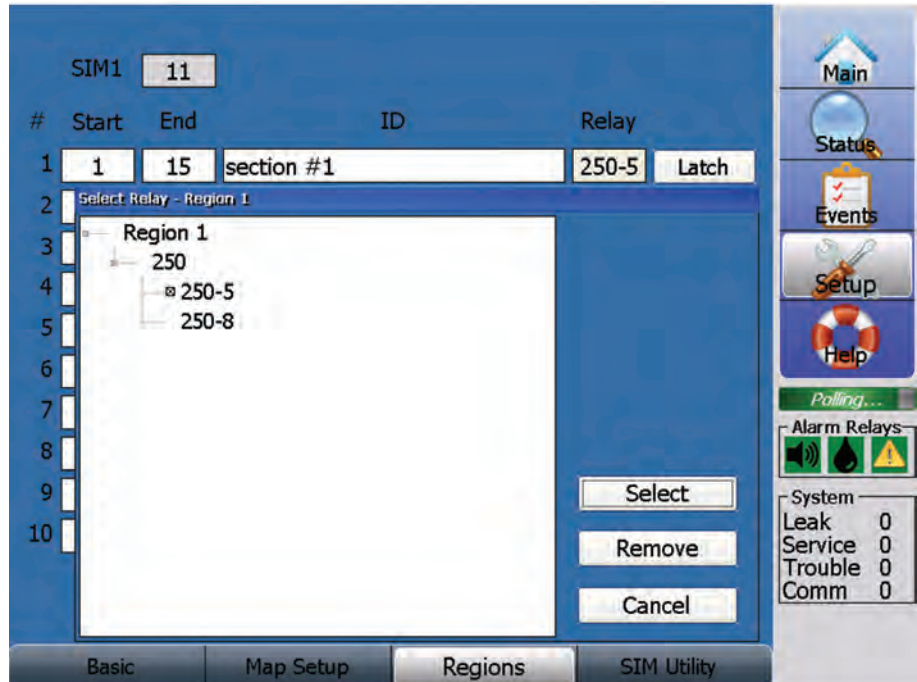 SIM1 11
# Start End ID Relay
1 1 15 section #1 250-5 Latch
2
Select Relay - Region 1
3
4
5
6
7
8
9
10
Region 1
250
250-5
250-8
Select
Remove
Cancel
Basic Map Setup Regions SIM Utility
Main
Status
Events
Setup
Help
Polling...
Alarm Relays
System
Leak 0
Service 0
Trouble 0
Comm 0